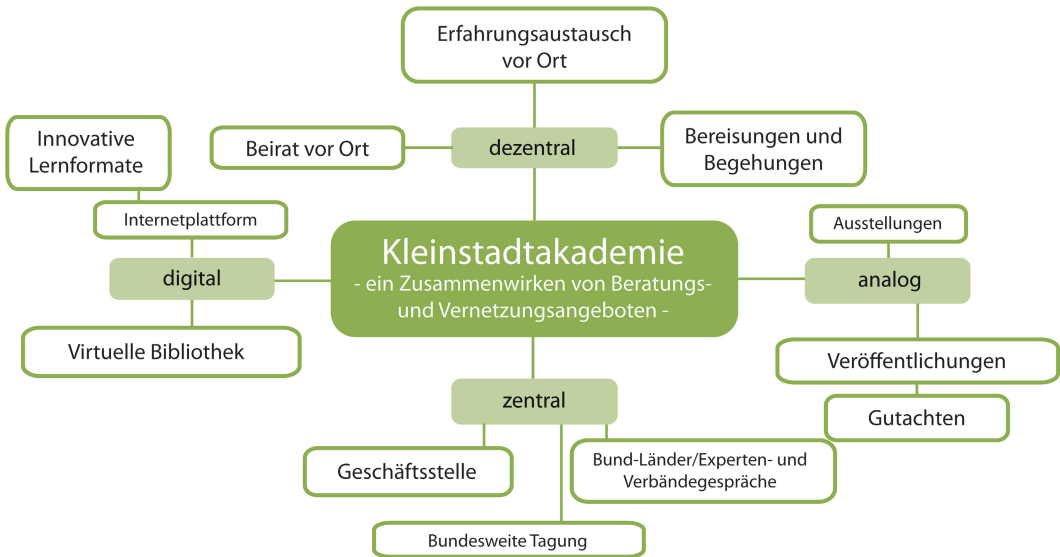 Erfahrungsaustausch
vor Ort
Innovative
Lernformate
Beirat vor Ort
dezentral
Bereisungen und
Begehungen
Internetplattform
Ausstellungen
digital
Kleinstadtakademie
- ein Zusammenwirken von Beratungs-
und Vernetzungsangeboten -
analog
Virtuelle Bibliothek
Veröffentlichungen
zentral
Gutachten
Geschäftsstelle
Bund-Länder/Experten- und
Verbändegespräche
Bundesweite Tagung